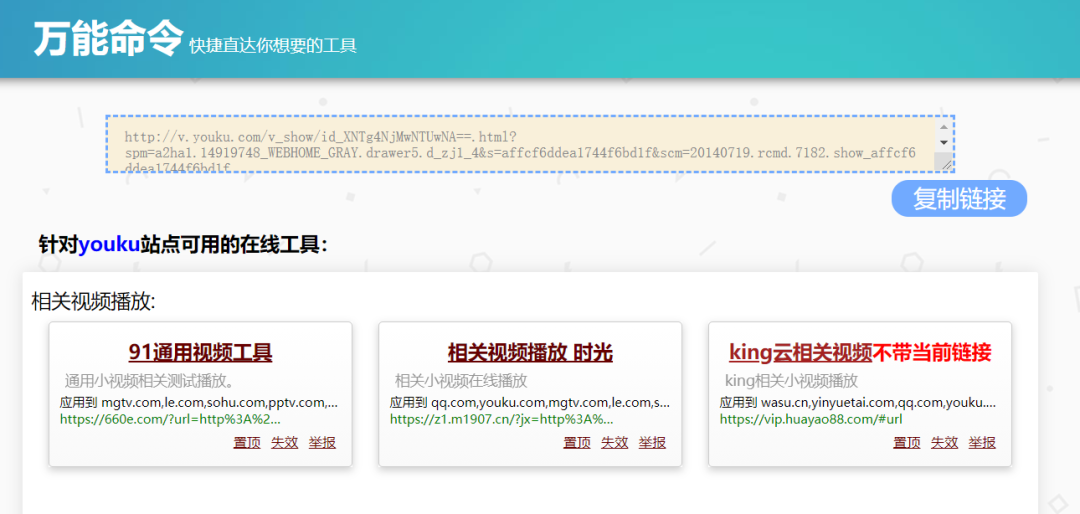 万能命令 快捷直达你想要的工具
http://v.youku.com/v_show/id_XNTg4NjMwNTUwNA==.html?
spm=a2ha1.14919748_WEBHOME_GRAY.drawer5.d_zj1_4&s=affcf6ddea1744f6bd1f&scm=20140719.rcmd.7182.show_affcf6
ddea1744f6bd1f
复制链接
针对youku站点可用的在线工具：
相关视频播放:
91通用视频工具
通用小视频相关测试播放。
应用到 mgtv.com,le.com,sohu.com,pptv.com,...
https://660e.com/?url=http%3A%2...
置顶 失效 举报
相关视频播放 时光
相关小视频在线播放
应用到 qq.com,youku.com,mgtv.com,le.com,s...
https://z1.m1907.cn/?jx=http%3A%...
置顶 失效 举报
king云相关视频不带当前链接
king相关小视频播放
应用到 wasu.cn,yinyuetai.com,qq.com,youku....
https://vip.huayao88.com/#url
置顶 失效 举报